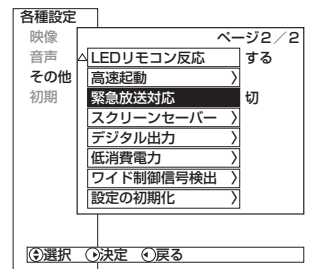 各種設定
映像
音声
その他
初期
ページ2／2
LEDリモコン反応 する
高速起動
緊急放送対応 切
スクリーンセーバー
デジタル出力
低消費電力
ワイド制御信号検出
設定の初期化
選択 決定 戻る